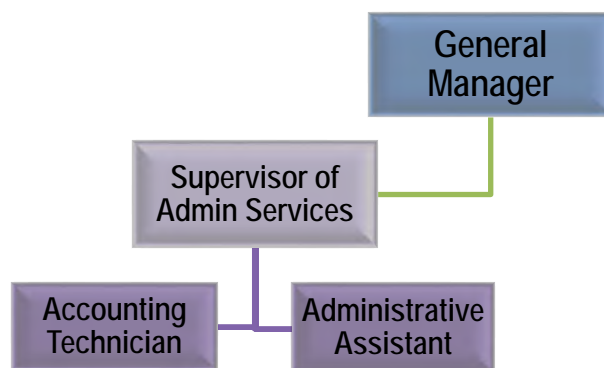 General
Manager
Supervisor of
Admin Services
Accounting
Technician
Administrative
Assistant